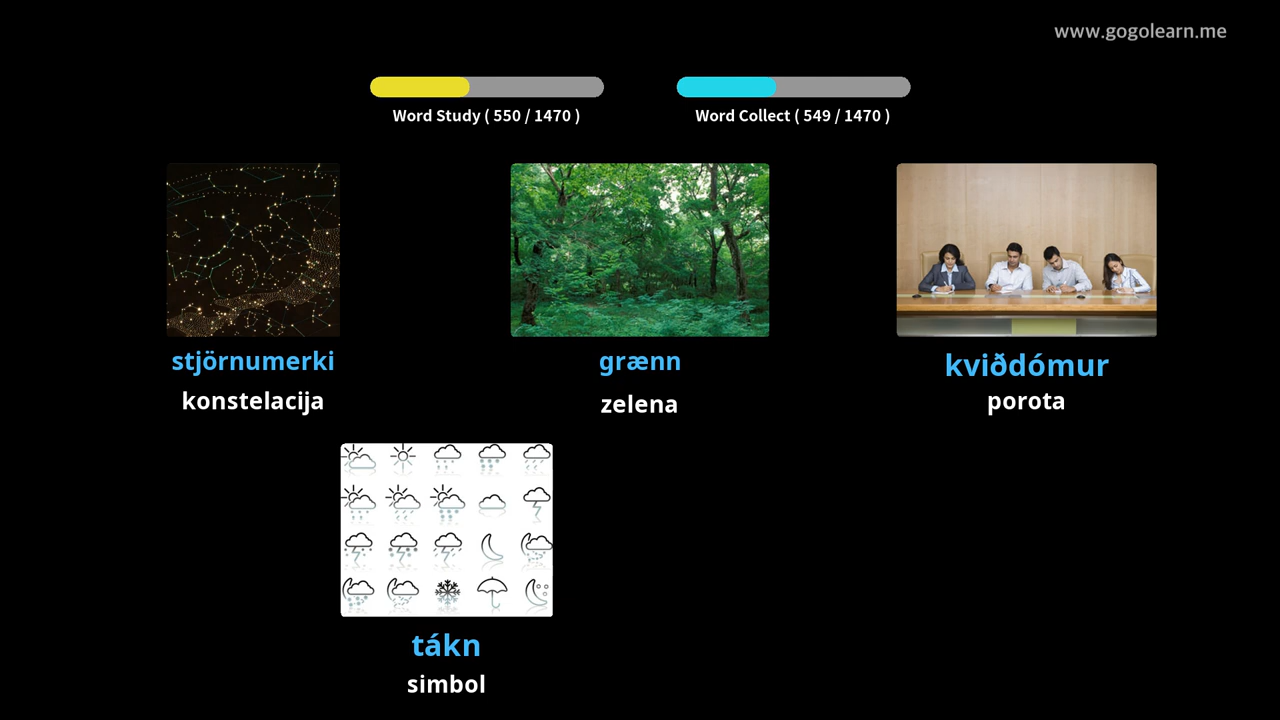 www.gogolearn.me
Word Study ( 550 / 1470 )
Word Collect ( 549 / 1470 )
stjörnumerki
konstelacija
grænn
zelena
kviðdómur
porota
tákn
simbol